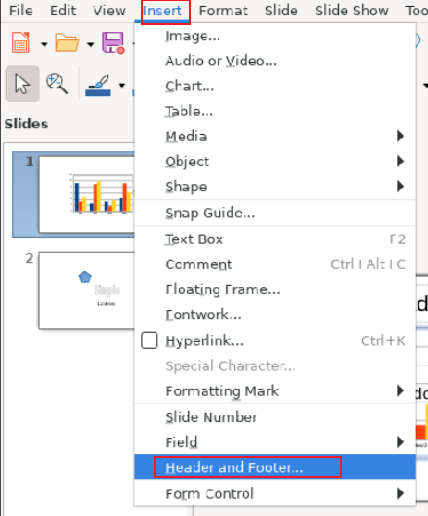 File Edit View Insert Format Slide Slide Show Too
Slides
1
2
Image...
Audio or Video...
Chart...
Table...
Media
Object
Shape
Snap Guide...
Text Box F2
Comment Ctrl+Alt+C
Floating Frame...
Fontwork...
Hyperlink... Ctrl+K
Special Character...
Formatting Mark
Slide Number
Field
Header and Footer...
Form Control